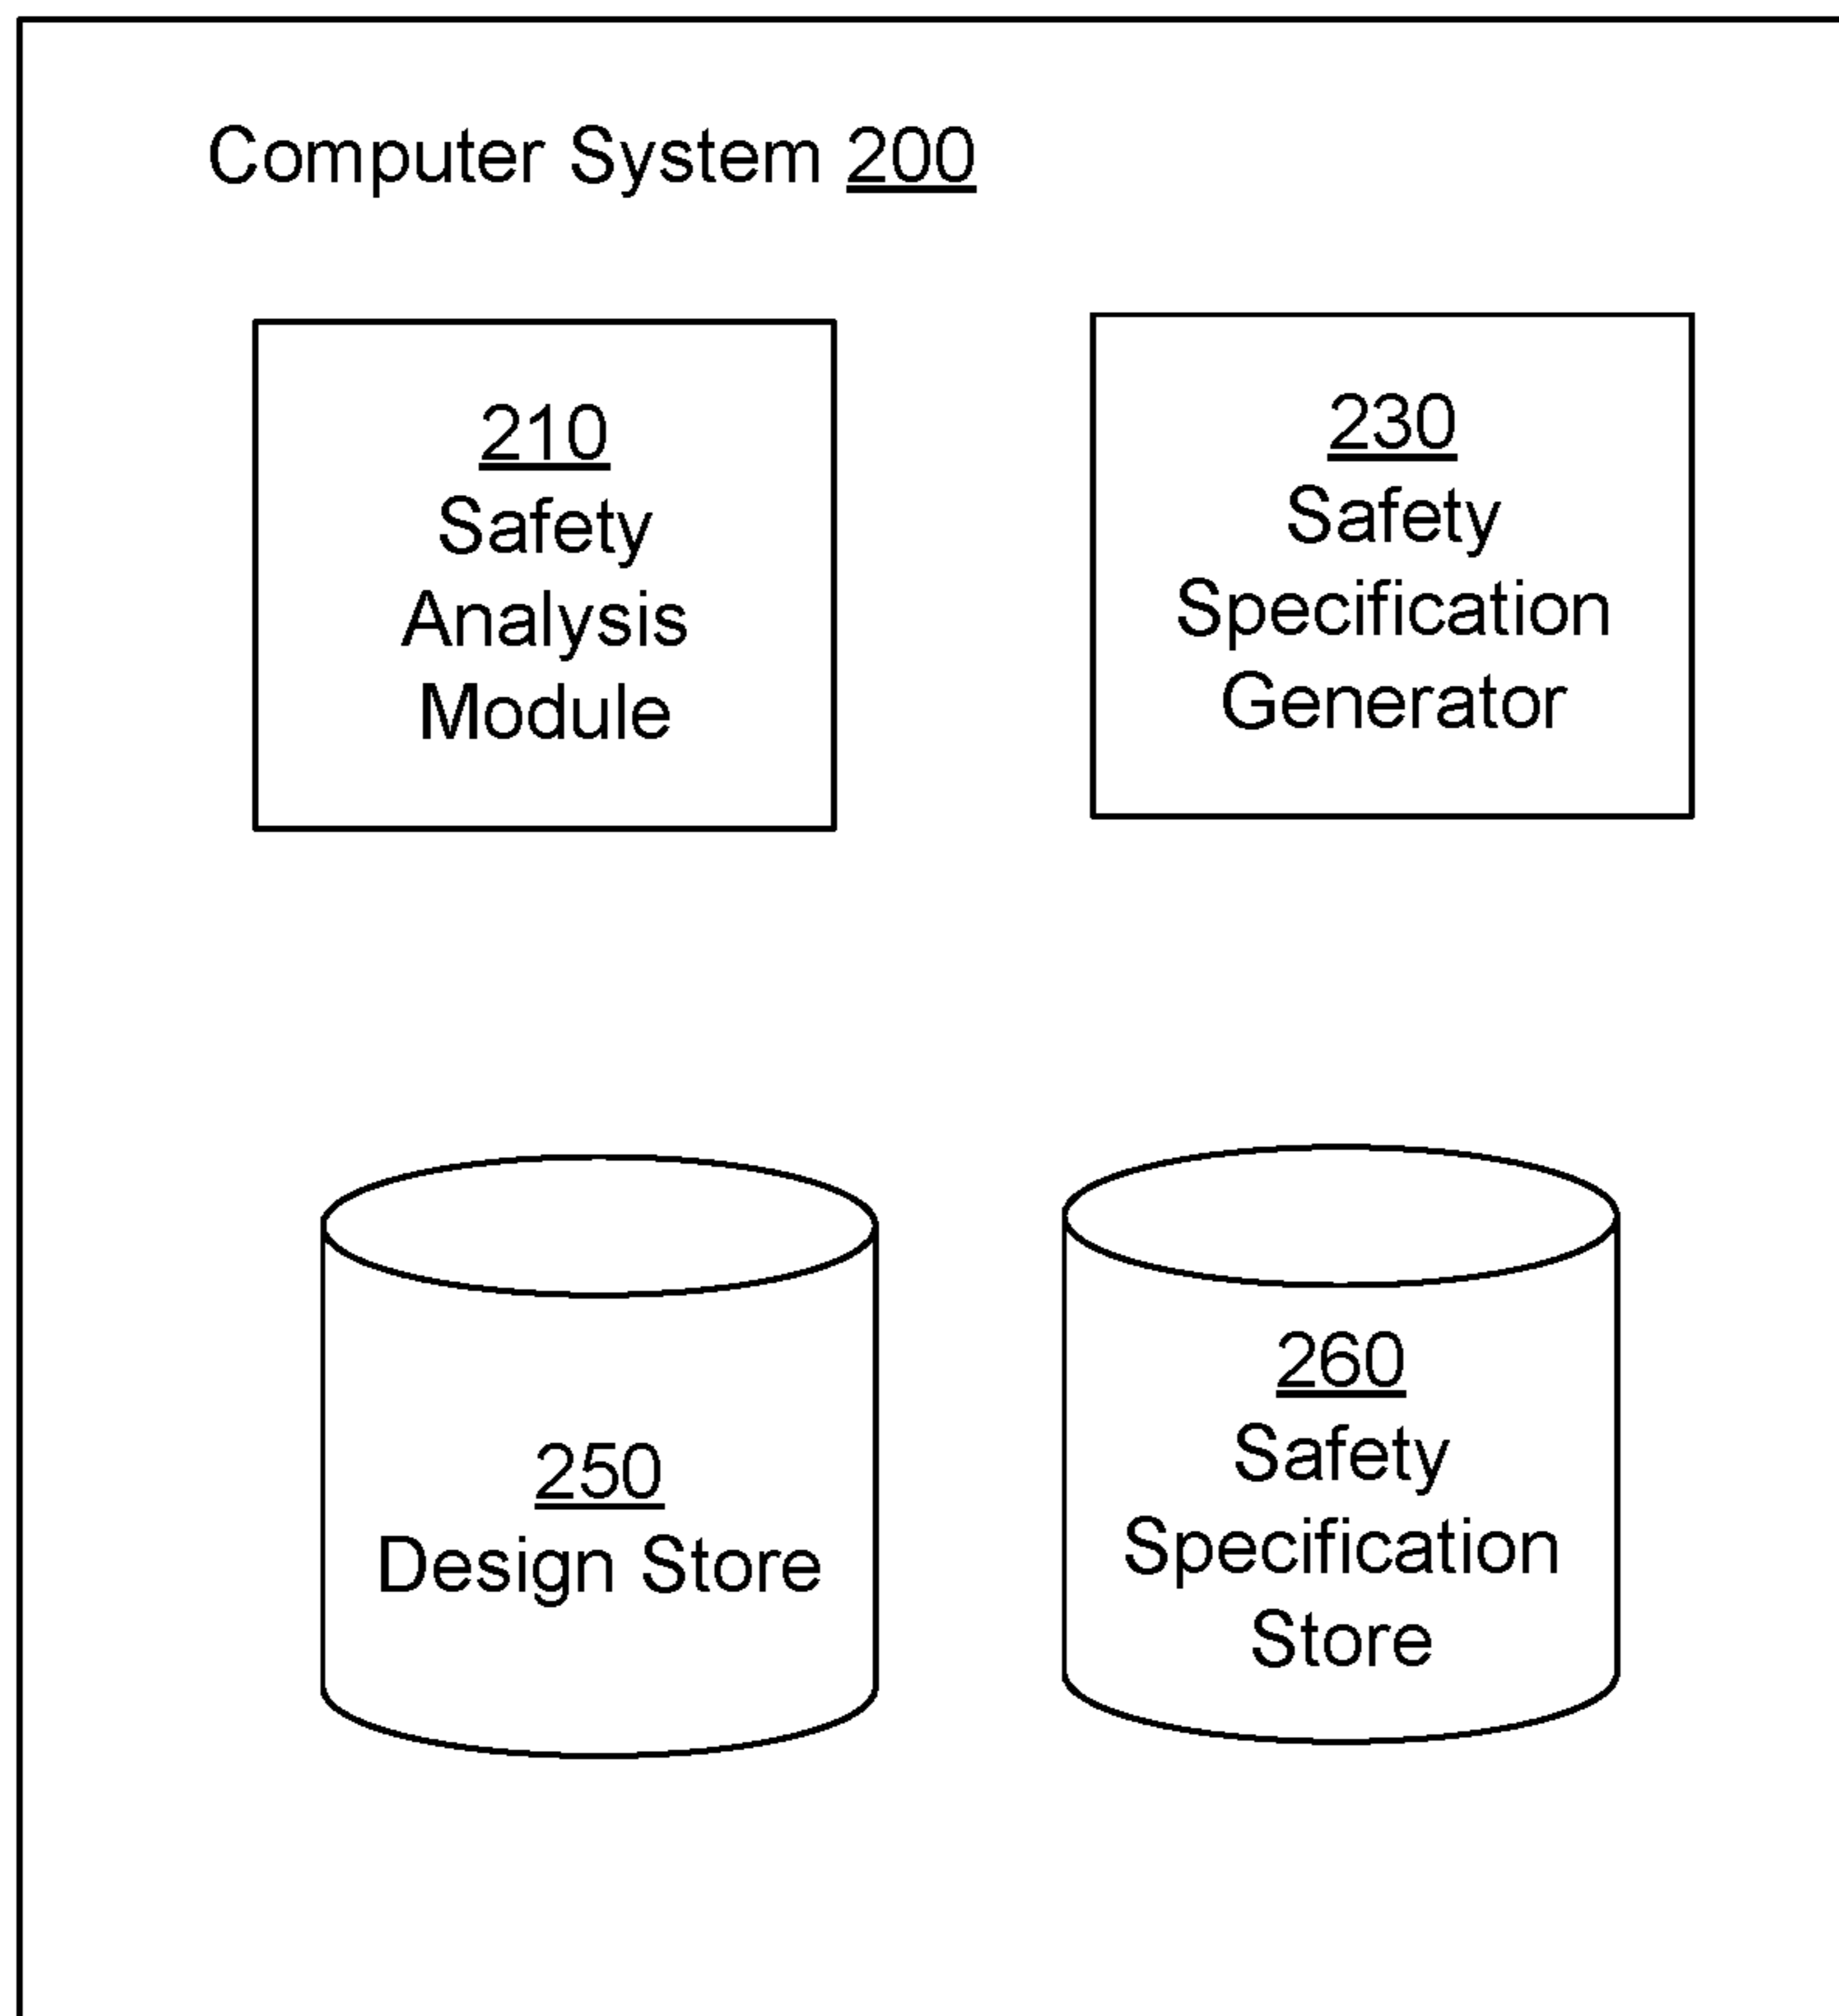 Computer System 200
210
Safety
Analysis
Module
230
Safety
Specification
Generator
250
Design Store
260
Safety
Specification
Store